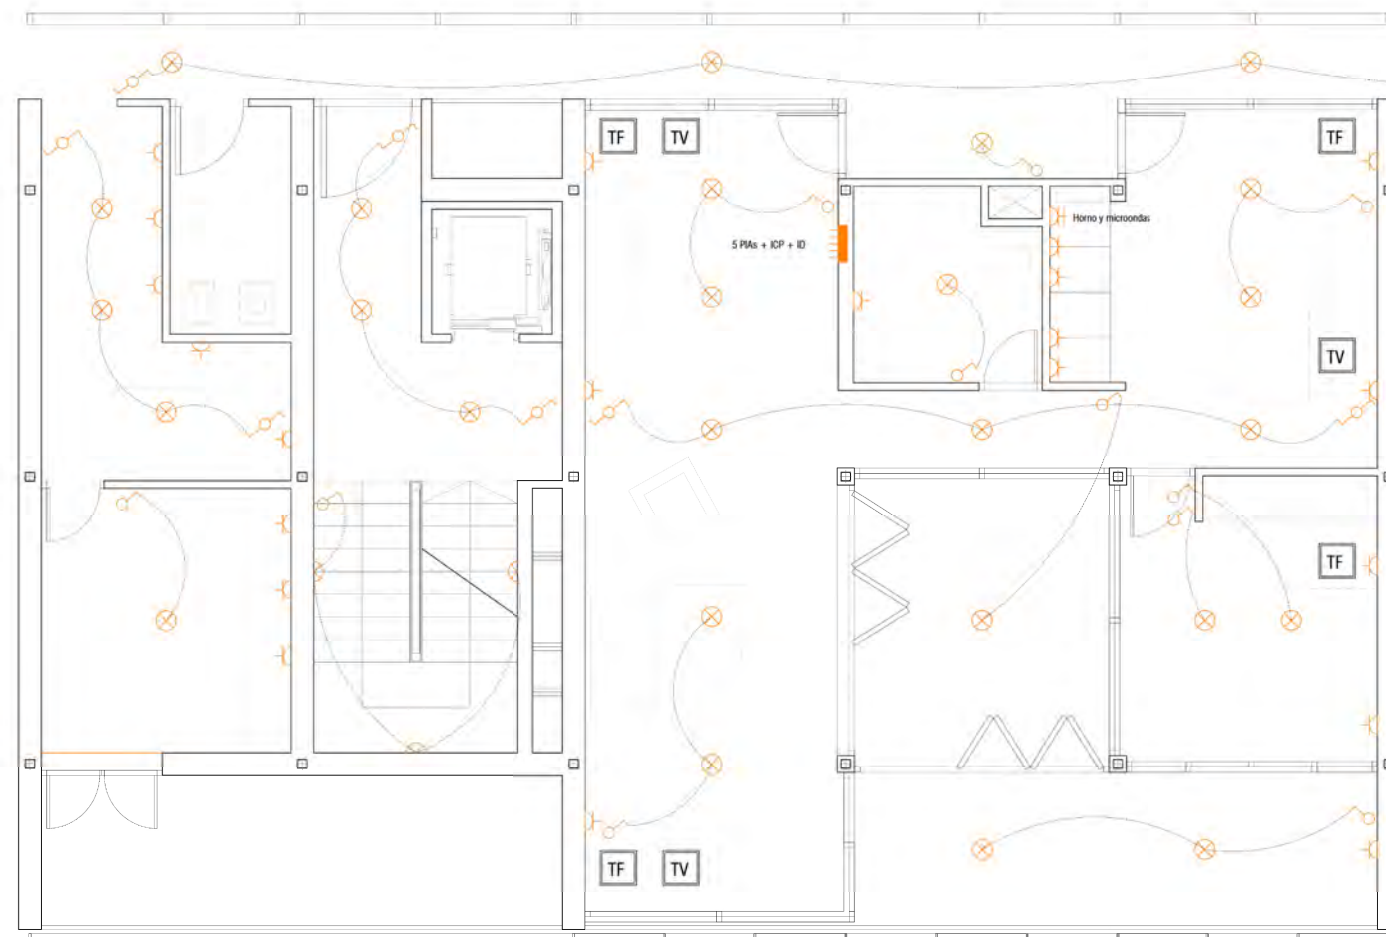 TF
TV
TF
Horno y microondas
5 PIAs + ICP + ID
TV
TF
TF
TV